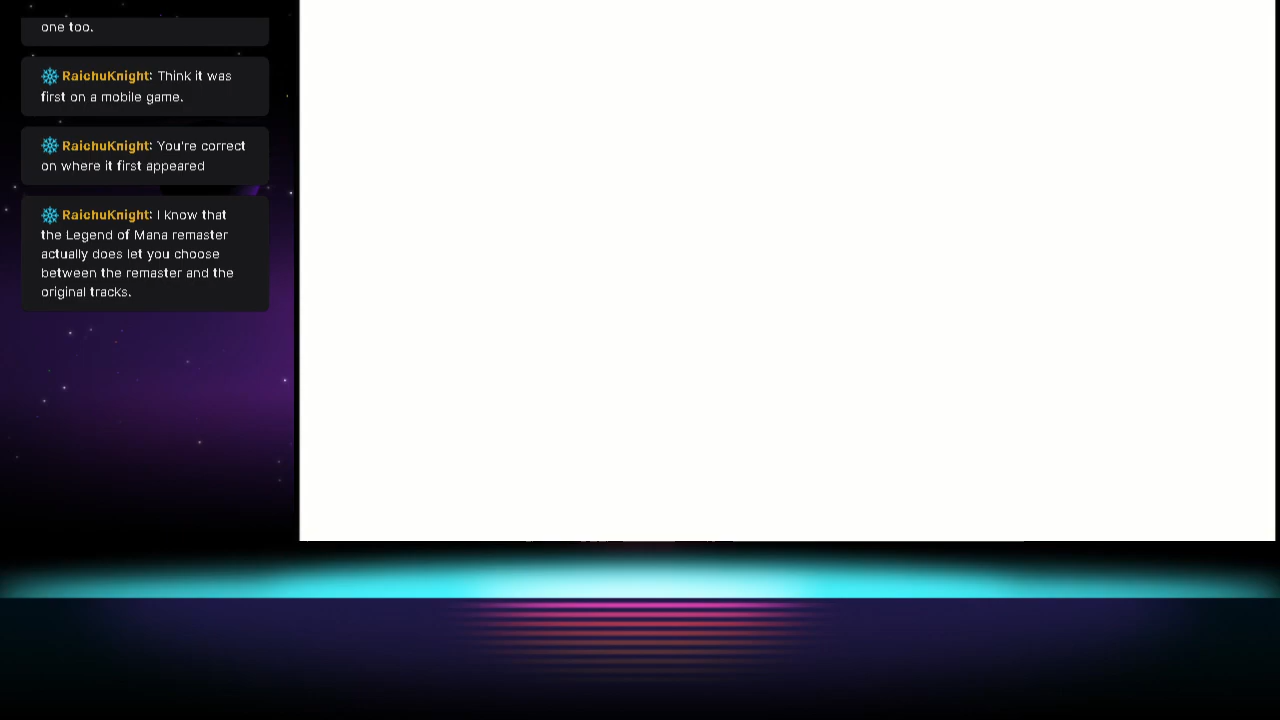 one too.
RaichuKnight: Think it was
first on a mobile game.
RaichuKnight: You're correct
on where it first appeared
RaichuKnight: I know that
the Legend of Mana remaster
actually does let you choose
between the remaster and the
original tracks.